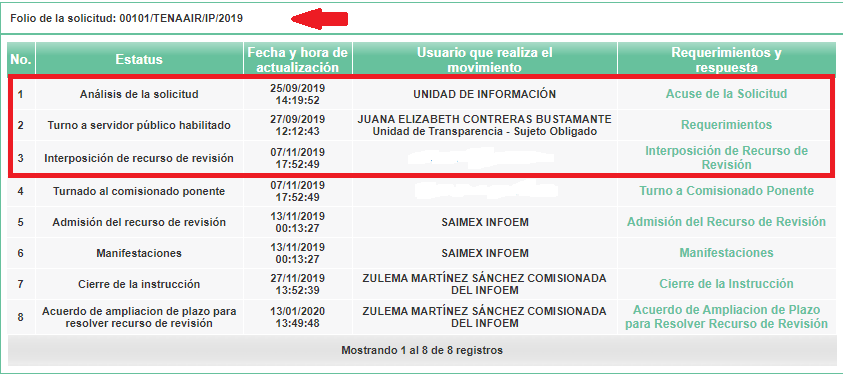 Folio de la solicitud: 00101/TENAAIR/IP/2019
No. Estatus Fecha y hora de actualización Usuario que realiza el movimiento Requerimientos y respuesta
1 Análisis de la solicitud 25/09/2019 14:19:52 UNIDAD DE INFORMACIÓN Acuse de la Solicitud
2 Turno a servidor público habilitado 27/09/2019 12:12:43 JUANA ELIZABETH CONTRERAS BUSTAMANTE Unidad de Transparencia - Sujeto Obligado Requerimientos
3 Interposición de recurso de revisión 07/11/2019 17:52:49 Interposición de Recurso de Revisión
4 Turnado al comisionado ponente 07/11/2019 17:52:49 Turno a Comisionado Ponente
5 Admisión del recurso de revisión 13/11/2019 00:13:27 SAIMEX INFOEM Admisión del Recurso de Revisión
6 Manifestaciones 13/11/2019 00:13:27 SAIMEX INFOEM Manifestaciones
7 Cierre de la instrucción 27/11/2019 13:52:39 ZULEMA MARTÍNEZ SÁNCHEZ COMISIONADA DEL INFOEM Cierre de la Instrucción
8 Acuerdo de ampliacion de plazo para resolver recurso de revisión 13/01/2020 13:49:48 ZULEMA MARTÍNEZ SÁNCHEZ COMISIONADA DEL INFOEM Acuerdo de Ampliacion de Plazo para Resolver Recurso de Revisión
Mostrando 1 al 8 de 8 registros